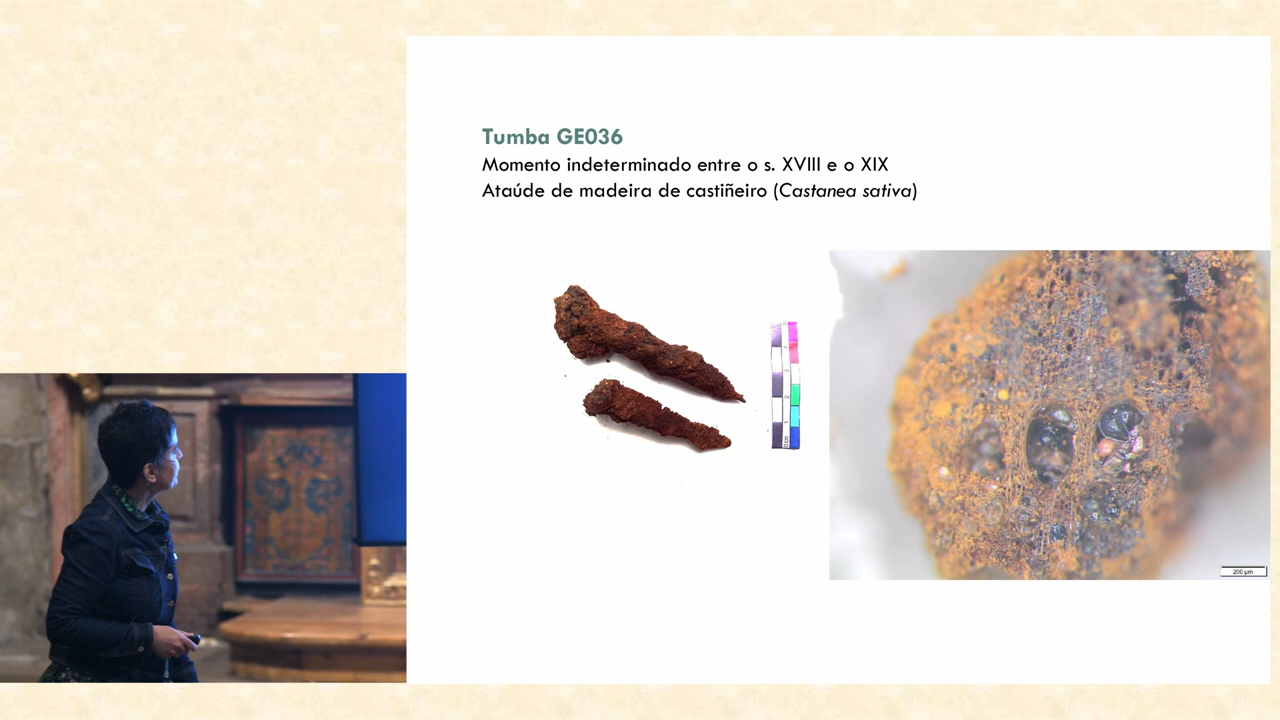 Tumba GE036
Momento indeterminado entre o s. XVIII e o XIX
Ataúde de madeira de castiñeiro (Castanea sativa)
200 µm